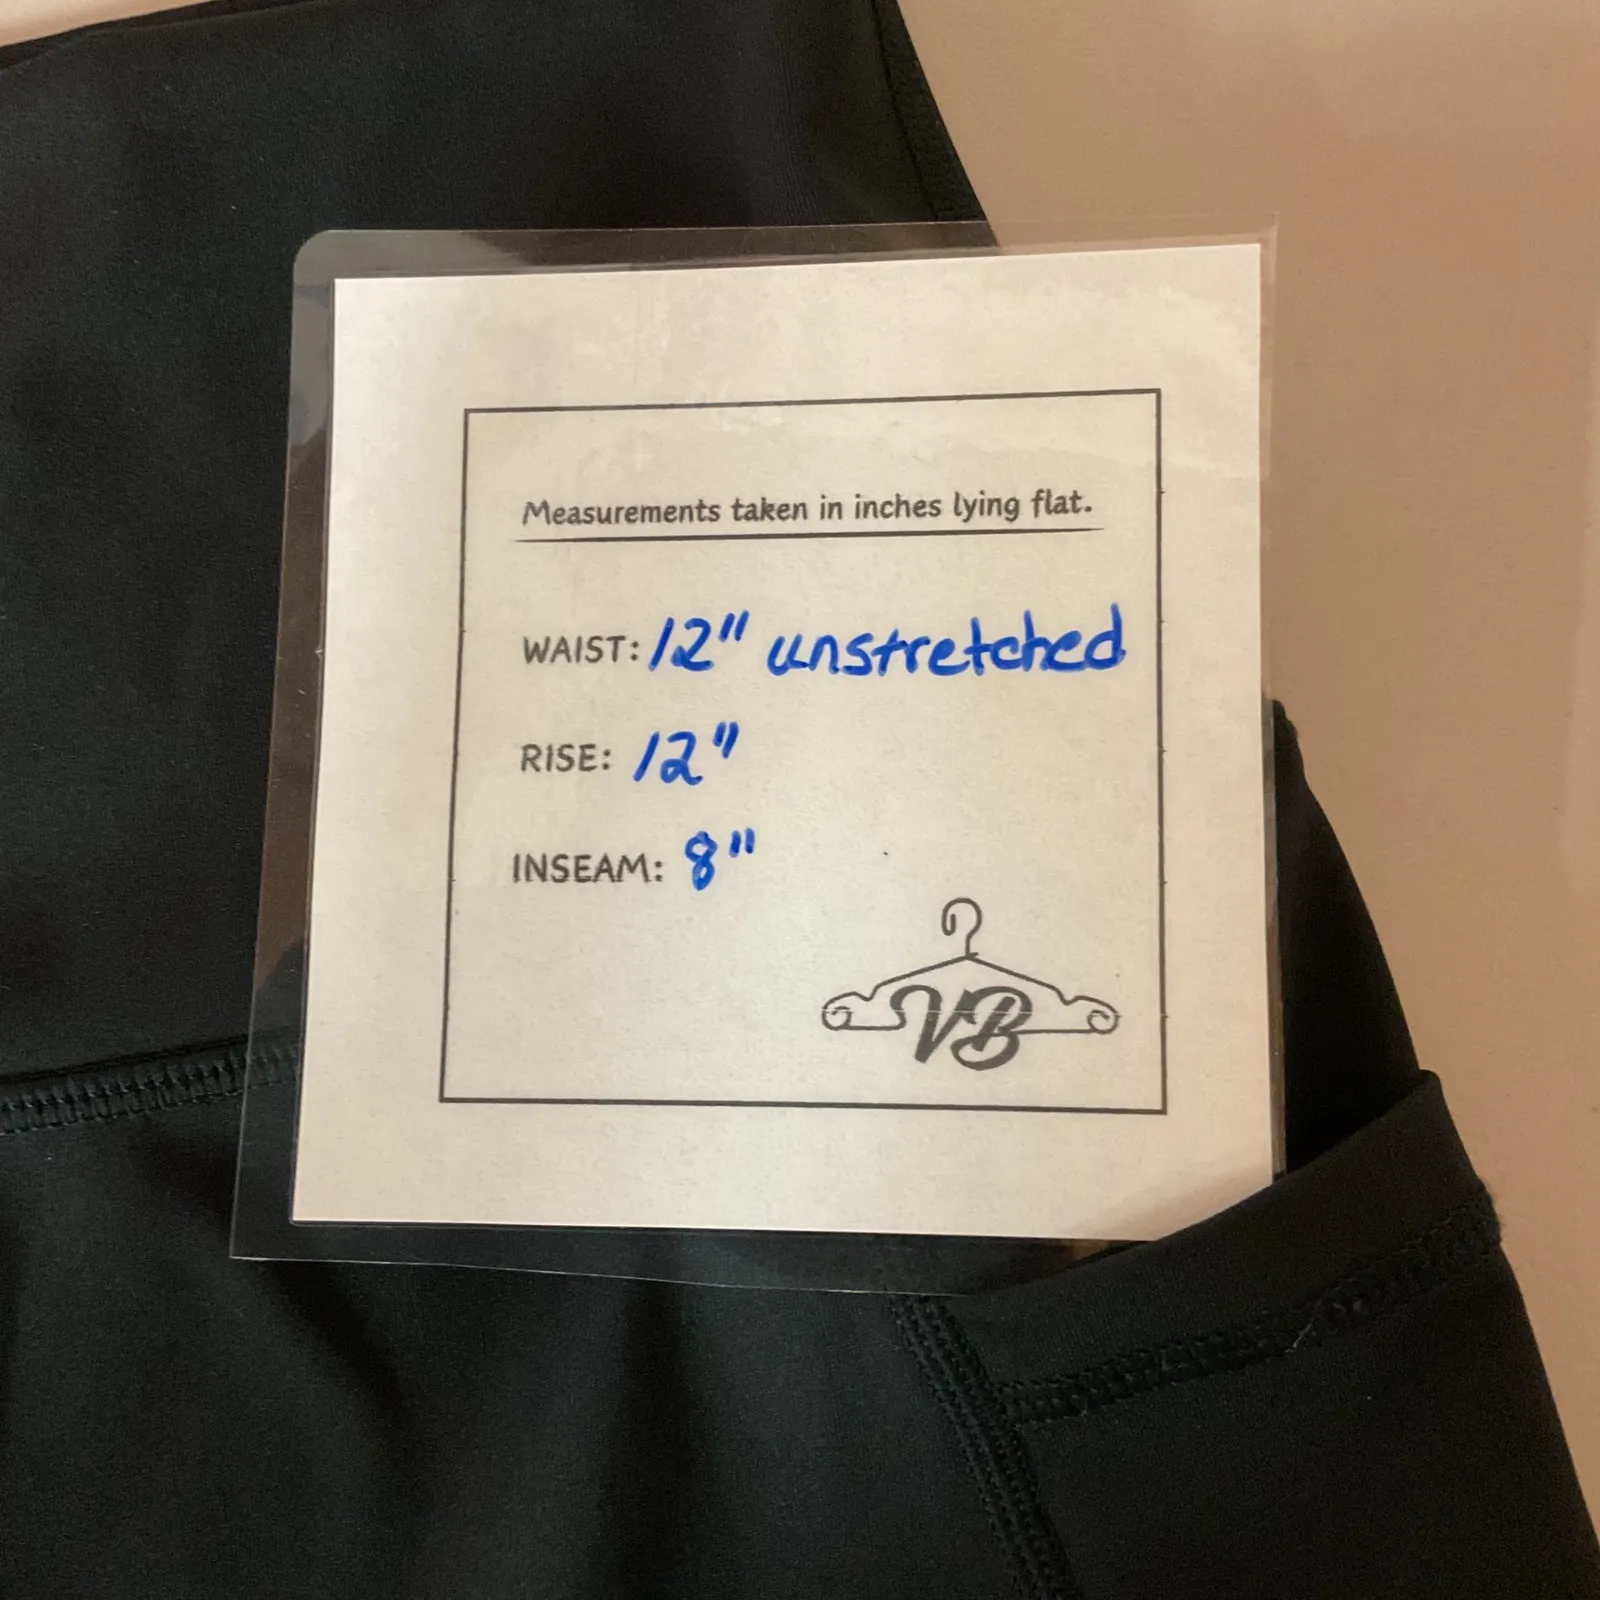 Measurements taken in inches lying flat.
WAIST: 12" unstretched
RISE: 12"
INSEAM: 8"
VB